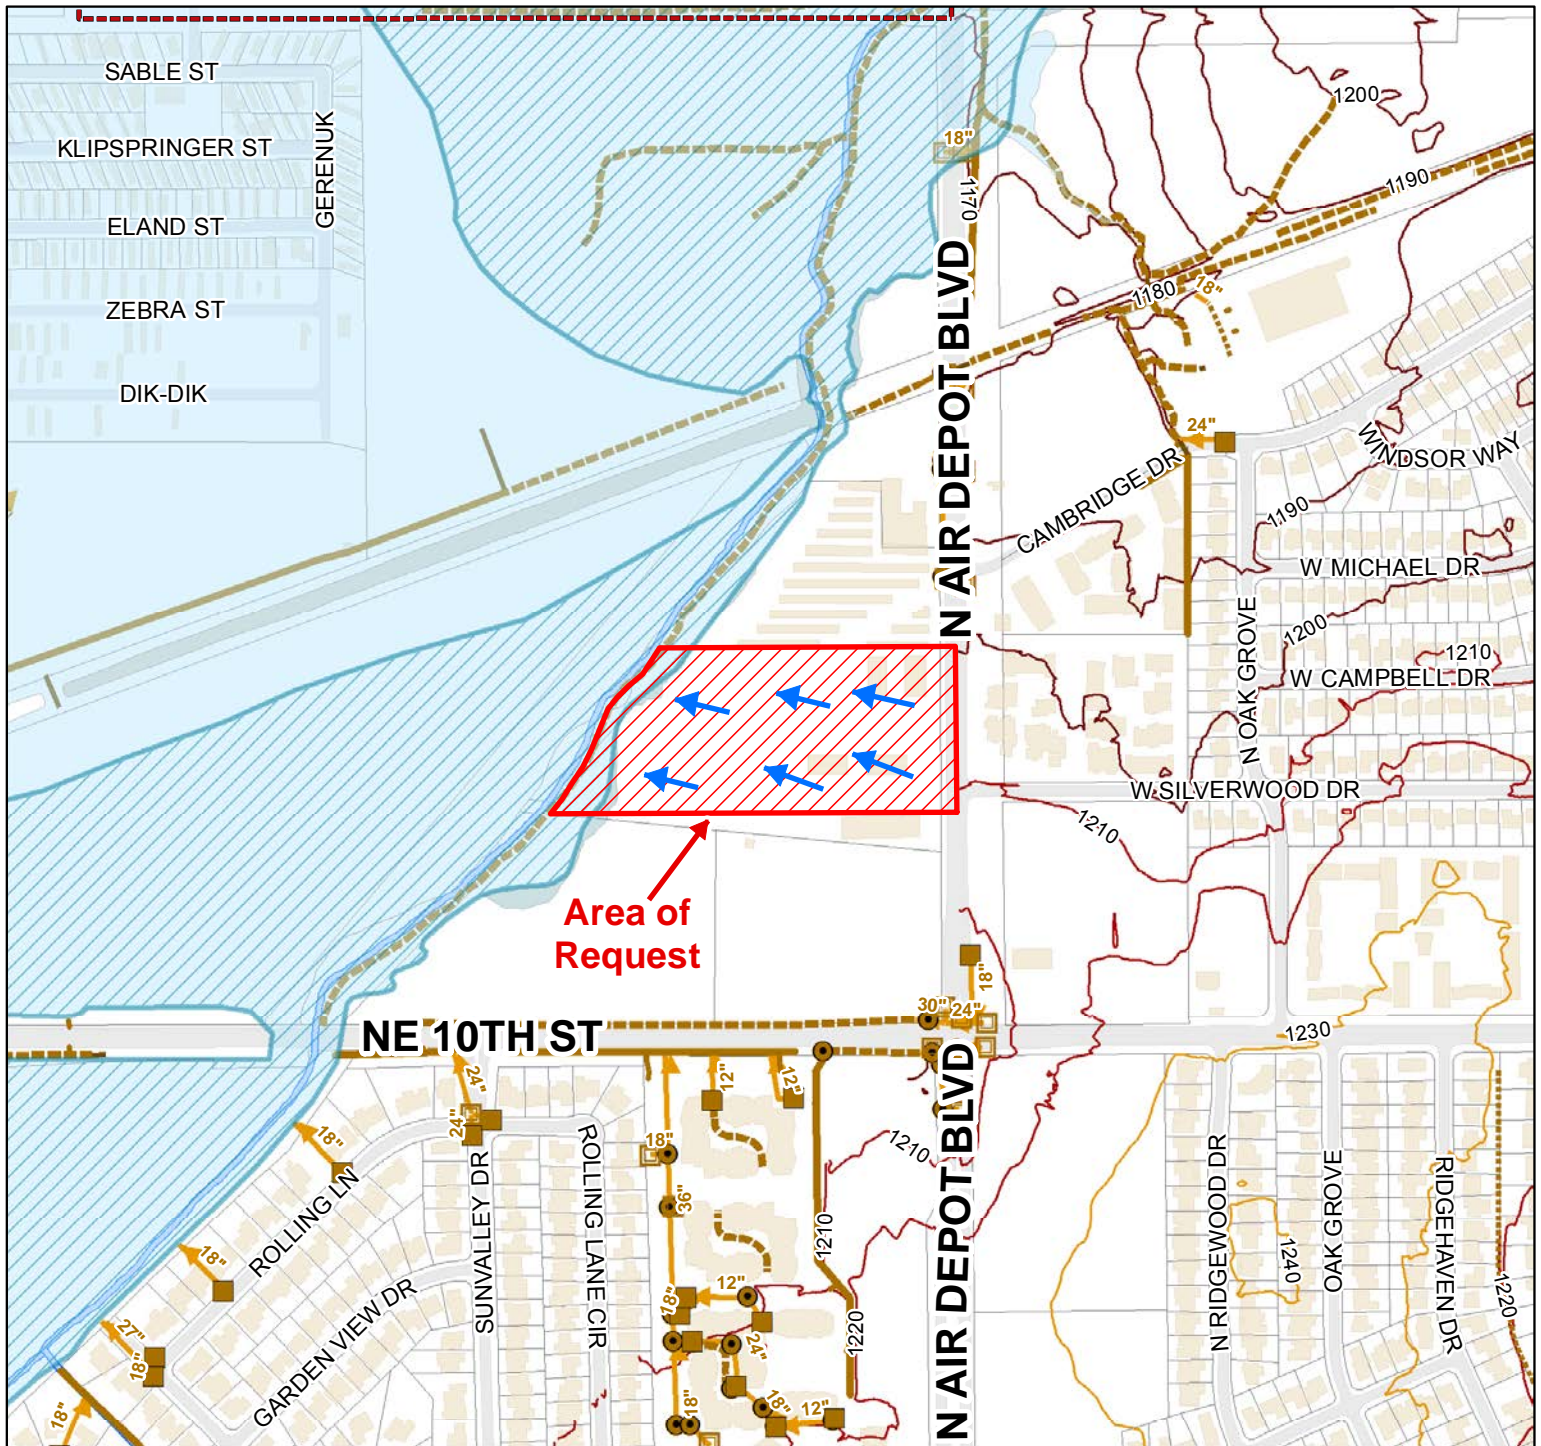 SABLE ST
KLIPSPRINGER ST
GERENUK
ELAND ST
ZEBRA ST
DIK-DIK
18"
1170
1200
1190
1180
18"
N AIR DEPOT BLVD
24"
CAMBRIDGE DR
WINDSOR WAY
1190
W MICHAEL DR
N OAK GROVE
1200
1210
W CAMPBELL DR
W SILVERWOOD DR
1210
Area of
Request
18"
30"
24"
NE 10TH ST
1230
24"
12"
12"
24"
18"
18"
ROLLING LN
SUNVALLEY DR
ROLLING LANE CIR
36"
1210
1210
N AIR DEPOT BLVD
N RIDGEWOOD DR
OAK GROVE
RIDGEHAVEN DR
1240
1220
18"
GARDEN VIEW DR
12"
18"
27"
18"
24"
1220
18"
18"
18"
12"